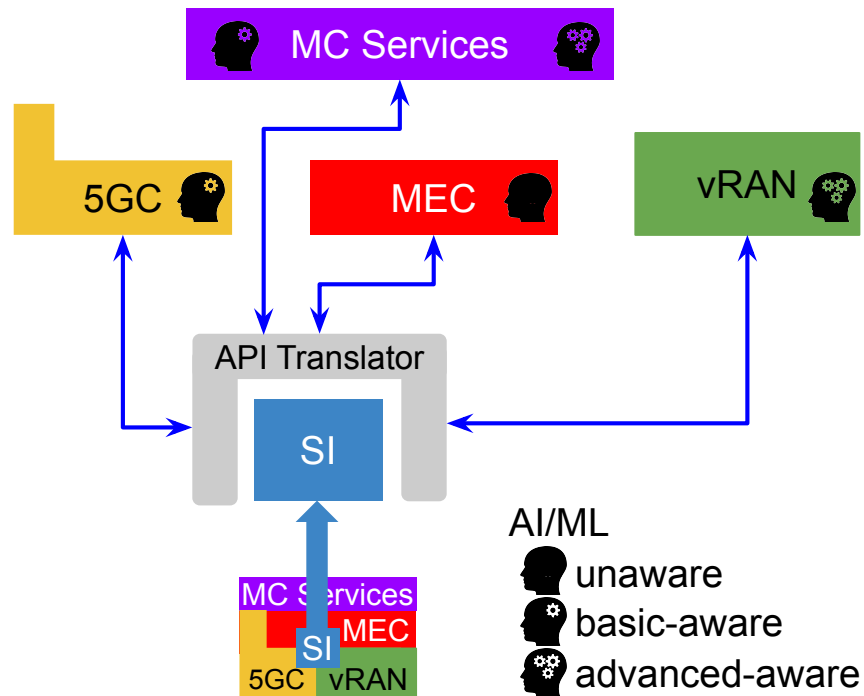 MC Services
5GC
MEC
vRAN
API Translator
SI
MC Services
MEC
SI
5GC
vRAN
AI/ML
unaware
basic-aware
advanced-aware